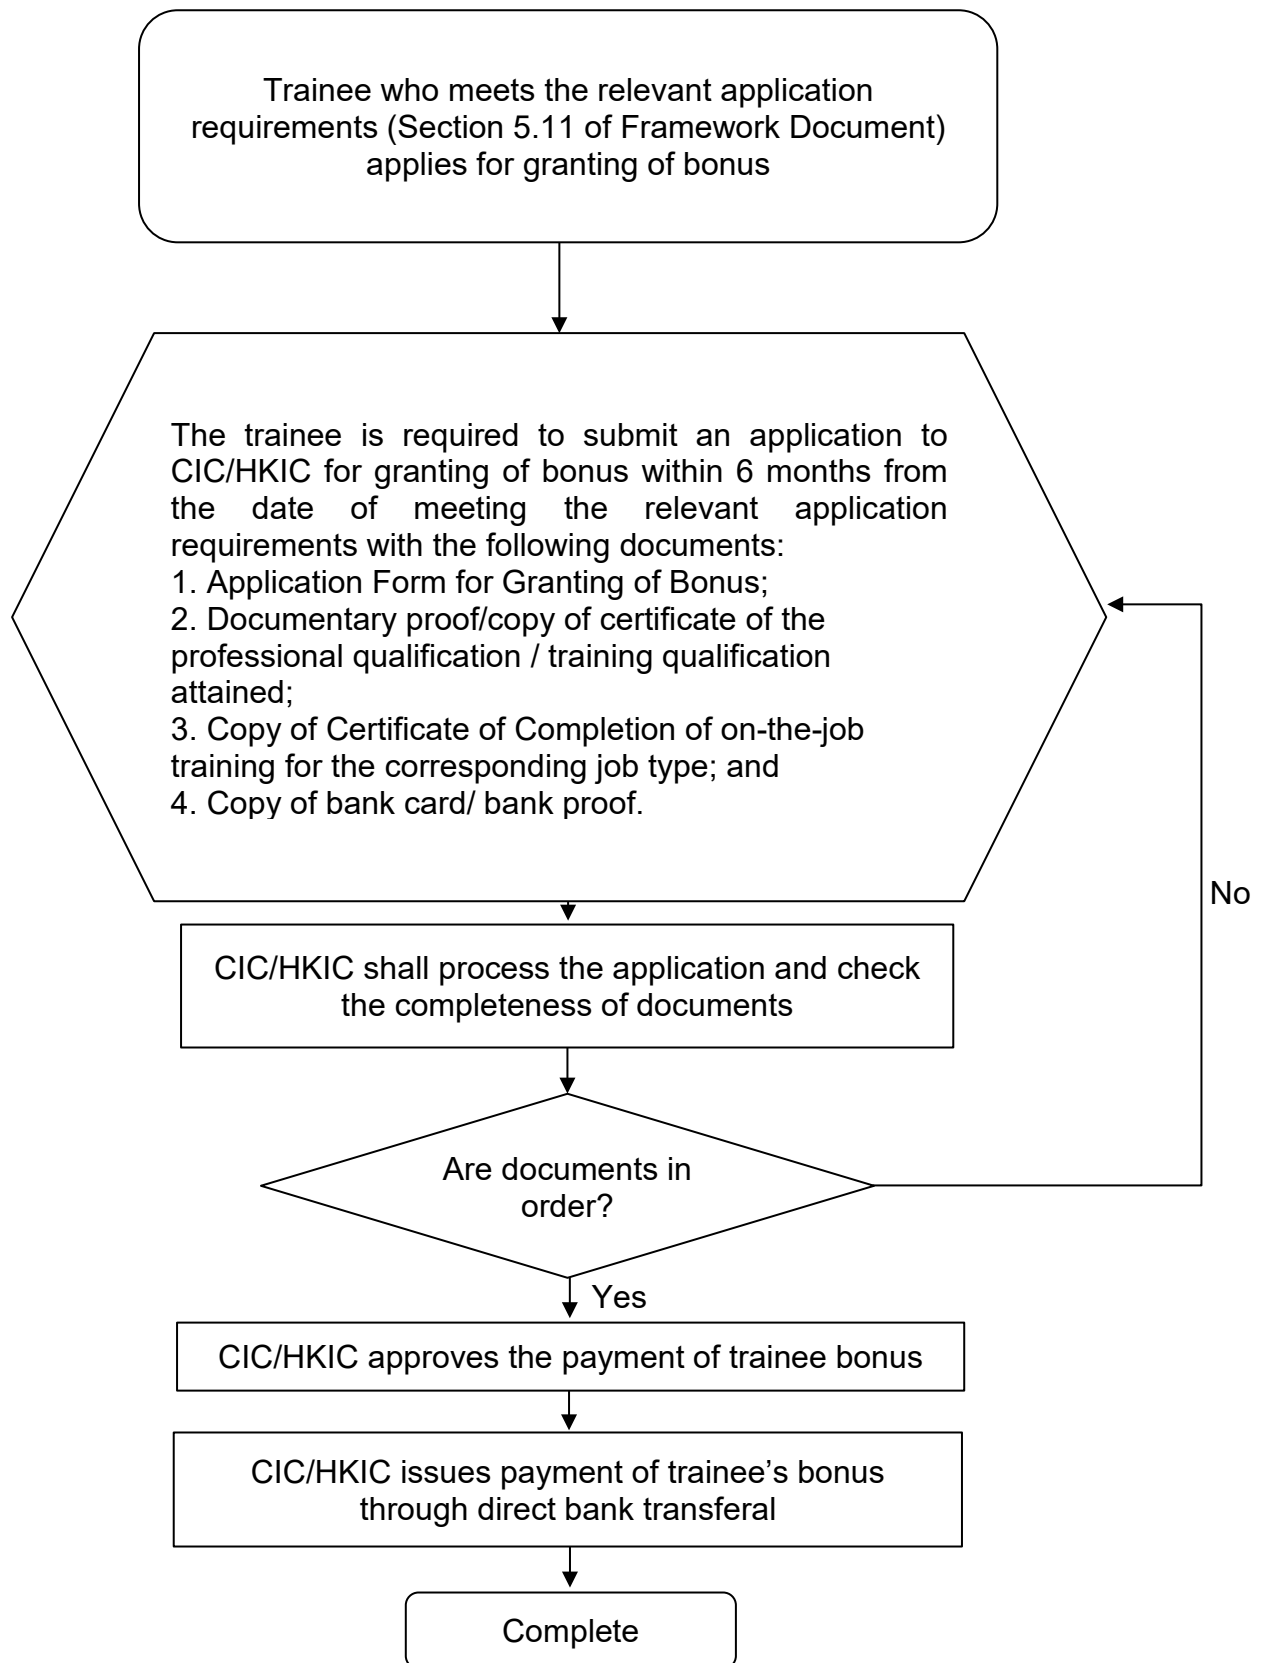 Trainee who meets the relevant application
requirements (Section 5.11 of Framework Document)
applies for granting of bonus
The trainee is required to submit an application to
CIC/HKIC for granting of bonus within 6 months from
the date of meeting the relevant application
requirements with the following documents:
1. Application Form for Granting of Bonus;
2. Documentary proof/copy of certificate of the
professional qualification / training qualification
attained;
3. Copy of Certificate of Completion of on-the-job
training for the corresponding job type; and
4. Copy of bank card/ bank proof.
No
CIC/HKIC shall process the application and check
the completeness of documents
Are documents in
order?
Yes
CIC/HKIC approves the payment of trainee bonus
CIC/HKIC issues payment of trainee’s bonus
through direct bank transferal
Complete